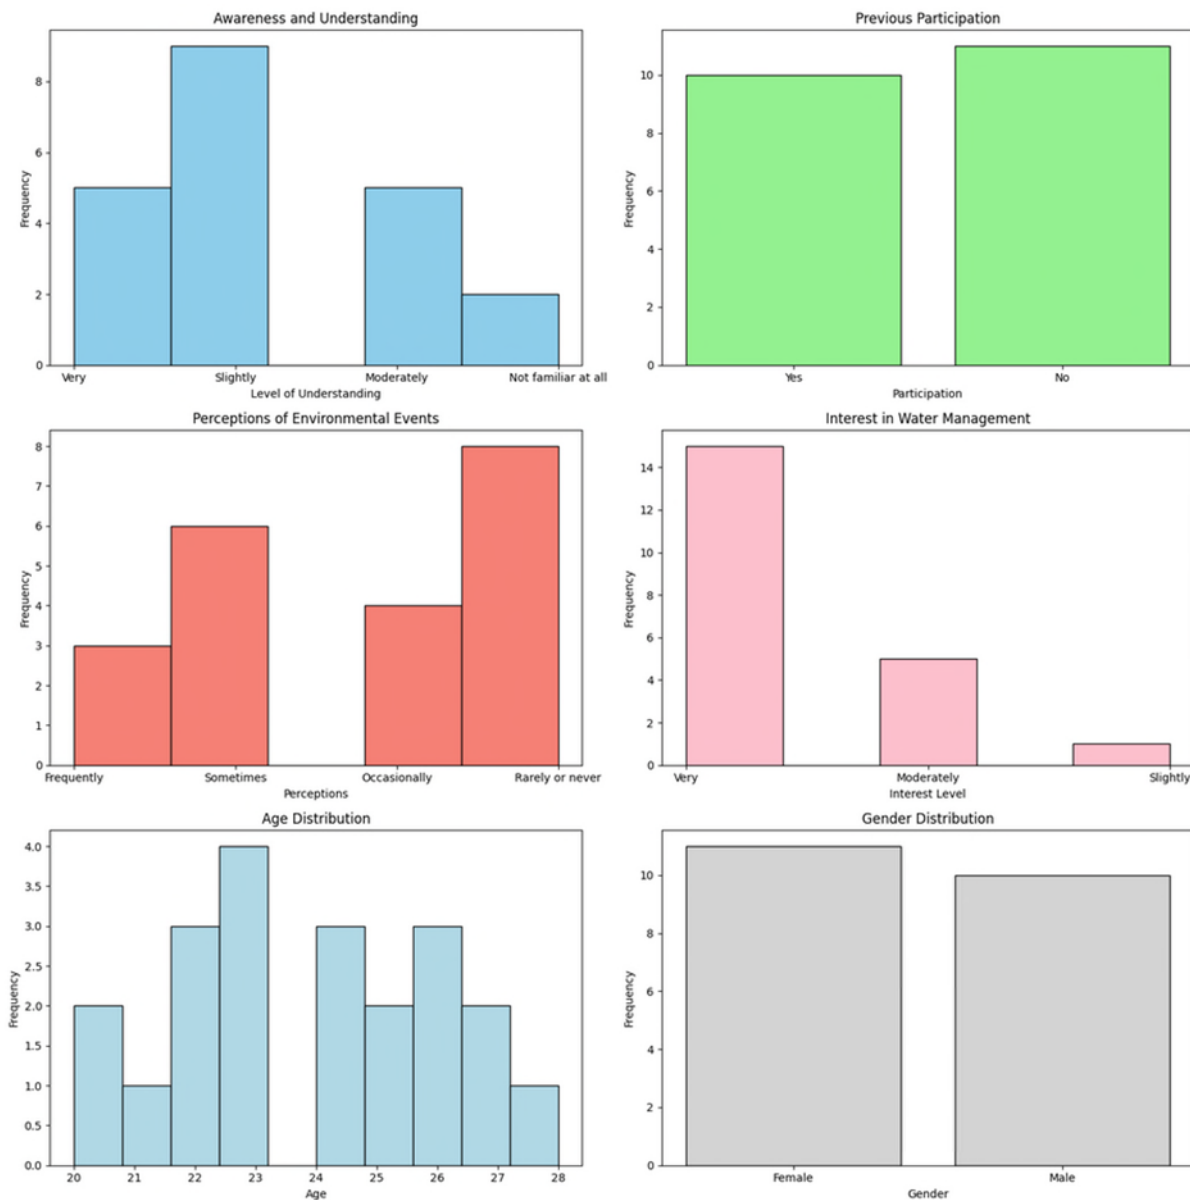 Awareness and Understanding
Frequency
8
6
4
2
0
Very Slightly Moderately Not familiar at all
Level of Understanding
Previous Participation
Frequency
10
8
6
4
2
0
Yes No
Participation
Perceptions of Environmental Events
Frequency
8
7
6
5
4
3
2
1
0
Frequently Sometimes Occasionally Rarely or never
Perceptions
Interest in Water Management
Frequency
14
12
10
8
6
4
2
0
Very Moderately Slightly
Interest Level
Age Distribution
Frequency
4.0
3.5
3.0
2.5
2.0
1.5
1.0
0.5
0.0
20 21 22 23 24 25 26 27 28
Age
Gender Distribution
Frequency
10
8
6
4
2
0
Female Male
Gender